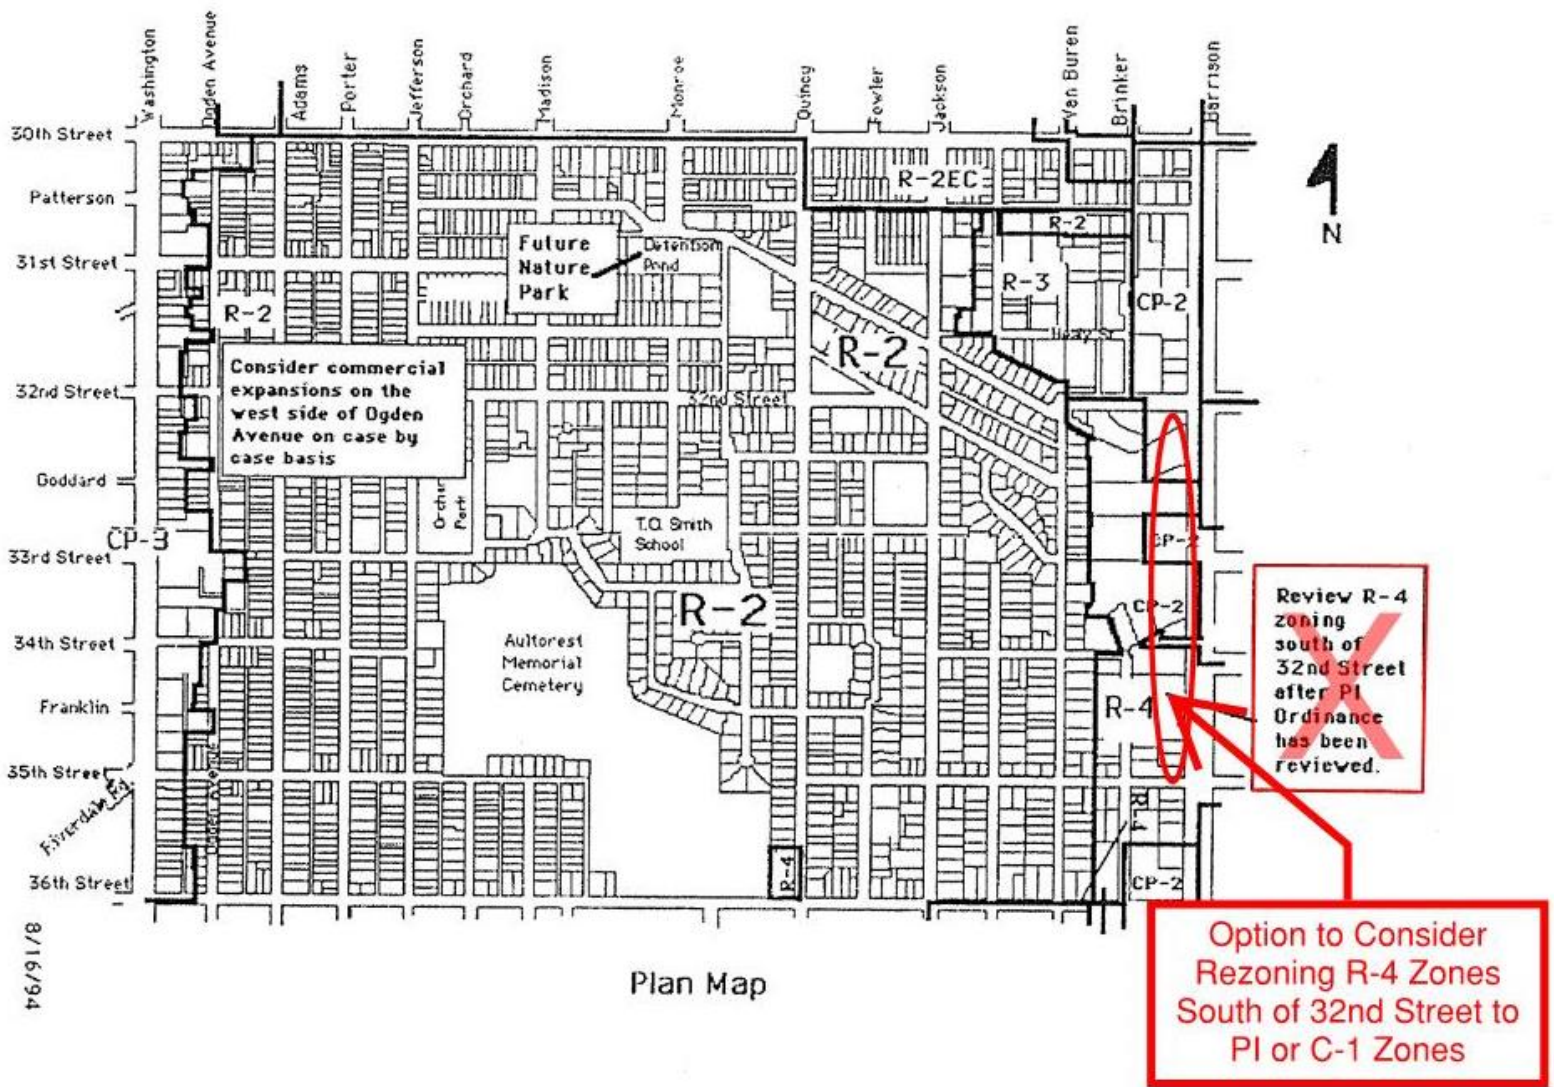 Washington
Ogden Avenue
Adams
Porter
Jefferson
Orchard
Madison
Monroe
Quincy
Fowler
Jackson
Van Buren
Brinker
Harrison
30th Street
R-2EC
Patterson
R-2
N
Future
Nature
Park
Detention
Pond
31st Street
R-3
CP-2
R-2
R-2
Consider commercial
expansions on the
west side of Ogden
Avenue on case by
case basis
32nd Street
32nd Street
Goddard
Park
T.O. Smith
School
CP-3
CP-2
33rd Street
R-2
CP-2
Review R-4
zoning
south of
32nd Street
after PI
Ordinance
has been
reviewed.
X
34th Street
Aultorest
Memorial
Cemetery
Franklin
R-4
35th Street
Riverdale Rd
Ogden Avenue
R-4
R-4
36th Street
CP-2
8/16/94
Plan Map
Option to Consider
Rezoning R-4 Zones
South of 32nd Street to
PI or C-1 Zones